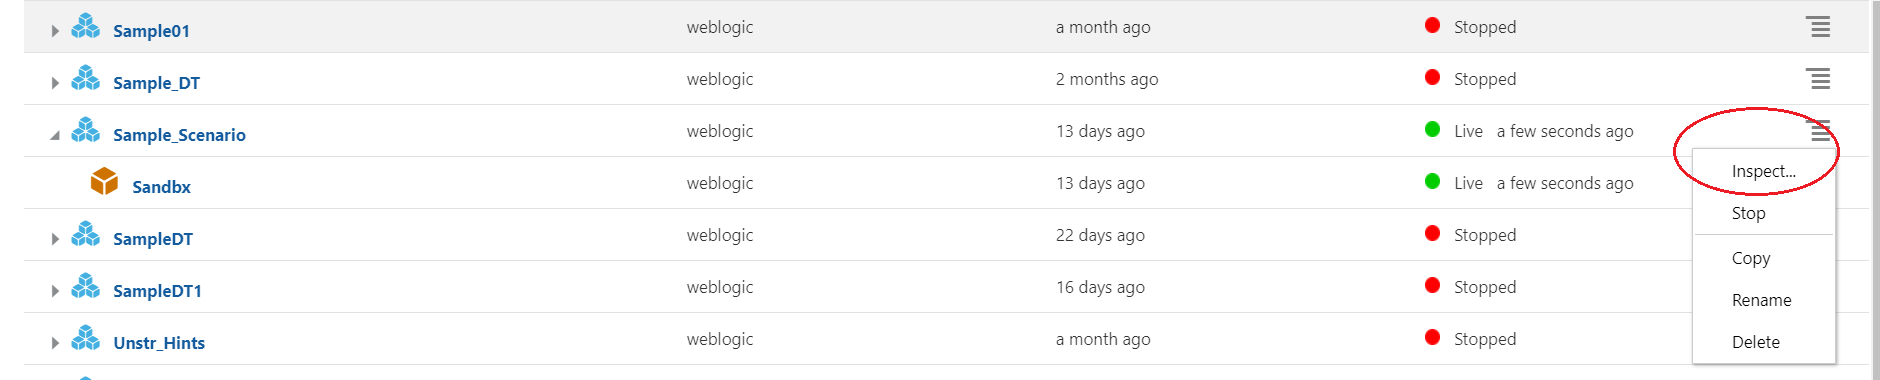 Sample01 weblogic a month ago Stopped
Sample_DT weblogic 2 months ago Stopped
Sample_Scenario weblogic 13 days ago Live a few seconds ago
Sandbx weblogic 13 days ago Live a few seconds ago
SampleDT weblogic 22 days ago Stopped
SampleDT1 weblogic 16 days ago Stopped
Unstr_Hints weblogic a month ago Stopped
Inspect...
Stop
Copy
Rename
Delete